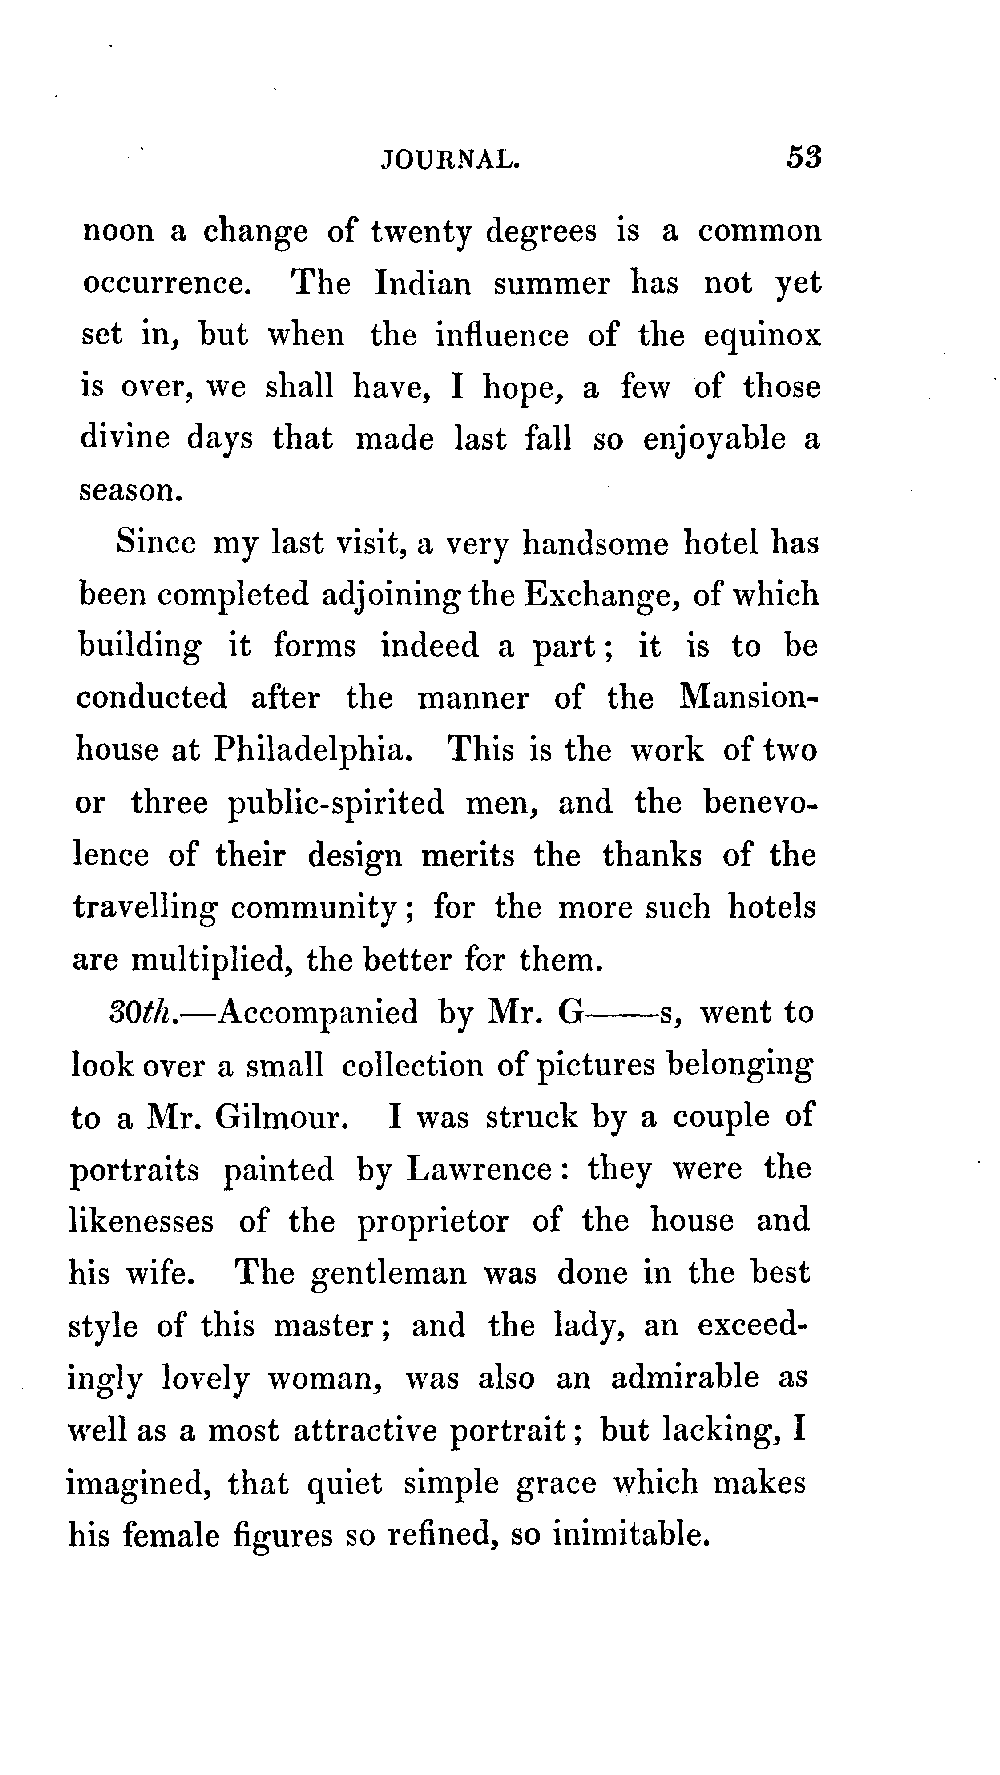 JOURNAL. 53
noon a change of twenty degrees is a common
occurrence. The Indian summer has not yet
set in, but when the influence of the equinox
is over, we shall have, I hope, a few of those
divine days that made last fall so enjoyable a
season.
Since my last visit, a very handsome hotel has
been completed adjoining the Exchange, of which
building it forms indeed a part; it is to be
conducted after the manner of the Mansion-
house at Philadelphia. This is the work of two
or three public-spirited men, and the benevo-
lence of their design merits the thanks of the
travelling community; for the more such hotels
are multiplied, the better for them.
30th.—Accompanied by Mr. G——s, went to
look over a small collection of pictures belonging
to a Mr. Gilmour. I was struck by a couple of
portraits painted by Lawrence: they were the
likenesses of the proprietor of the house and
his wife. The gentleman was done in the best
style of this master; and the lady, an exceed-
ingly lovely woman, was also an admirable as
well as a most attractive portrait; but lacking, I
imagined, that quiet simple grace which makes
his female figures so refined, so inimitable.